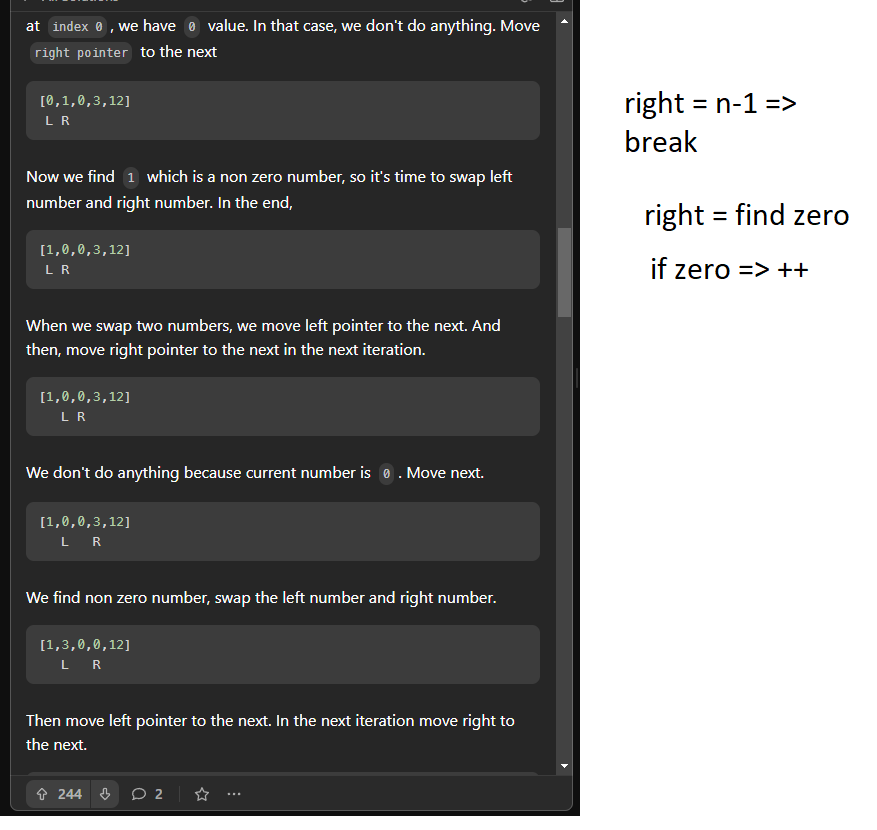 at index 0, we have 0 value. In that case, we don't do anything. Move
right pointer to the next
[0,1,0,3,12]
L R
Now we find 1 which is a non zero number, so it's time to swap left
number and right number. In the end,
[1,0,0,3,12]
L R
When we swap two numbers, we move left pointer to the next. And
then, move right pointer to the next in the next iteration.
[1,0,0,3,12]
L R
We don't do anything because current number is 0. Move next.
[1,0,0,3,12]
L R
We find non zero number, swap the left number and right number.
[1,3,0,0,12]
L R
Then move left pointer to the next. In the next iteration move right to
the next.
244
2
right = n-1 =>
break
right = find zero
if zero => ++